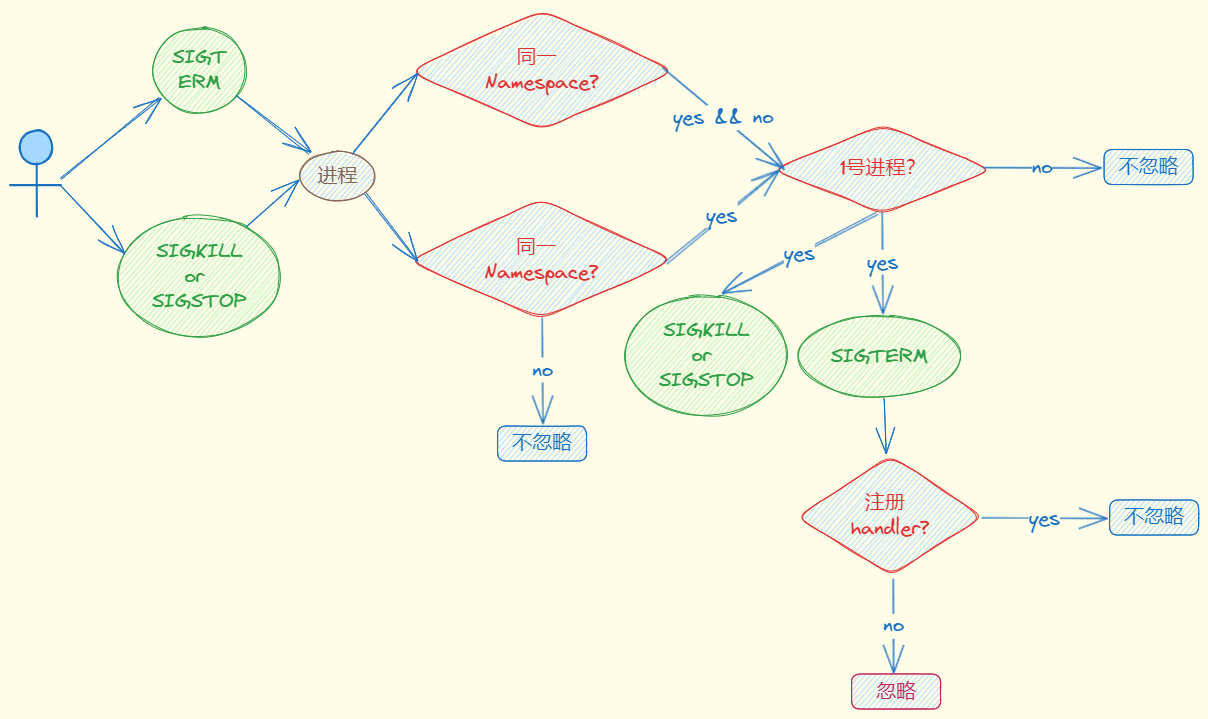 SIGT
ERM
同一
Namespace?
yes && no
1号进程?
no
不忽略
进程
yes
同一
Namespace?
SIGKILL
or
SIGSTOP
yes
yes
SIGKILL
or
SIGSTOP
SIGTERM
no
不忽略
注册
handler?
yes
不忽略
no
忽略